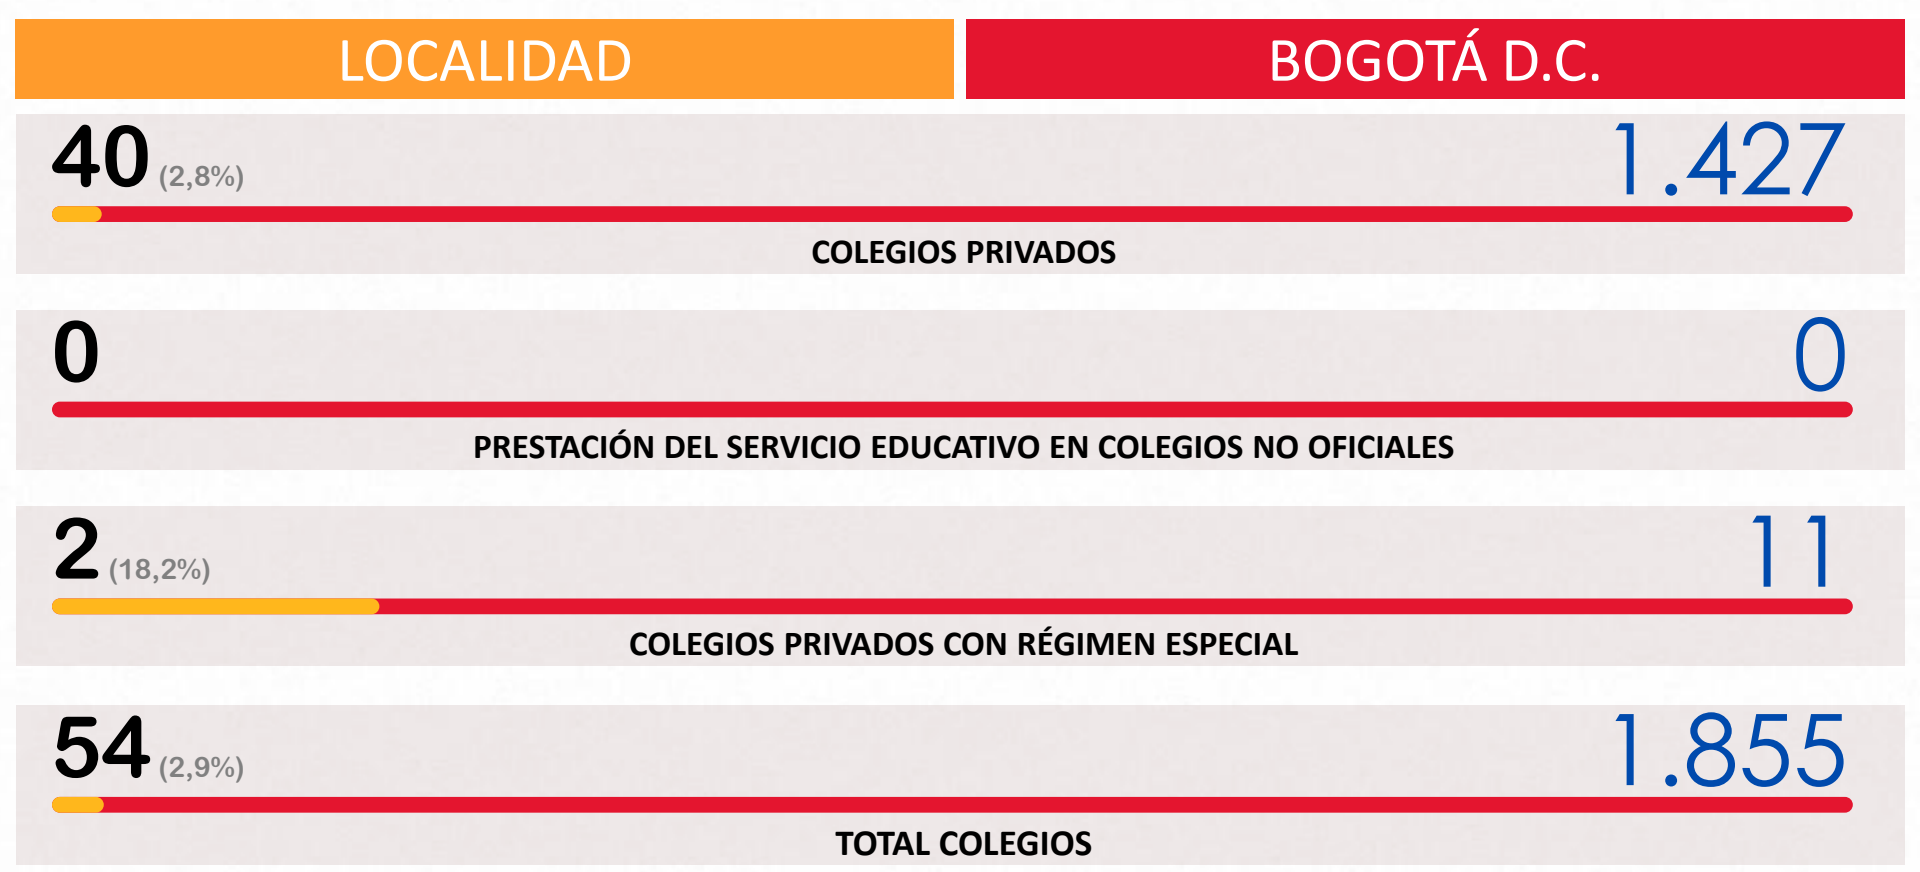 LOCALIDAD
BOGOTÁ D.C.
40 (2,8%)
1.427
COLEGIOS PRIVADOS
0
0
PRESTACIÓN DEL SERVICIO EDUCATIVO EN COLEGIOS NO OFICIALES
2 (18,2%)
11
COLEGIOS PRIVADOS CON RÉGIMEN ESPECIAL
54 (2,9%)
1.855
TOTAL COLEGIOS